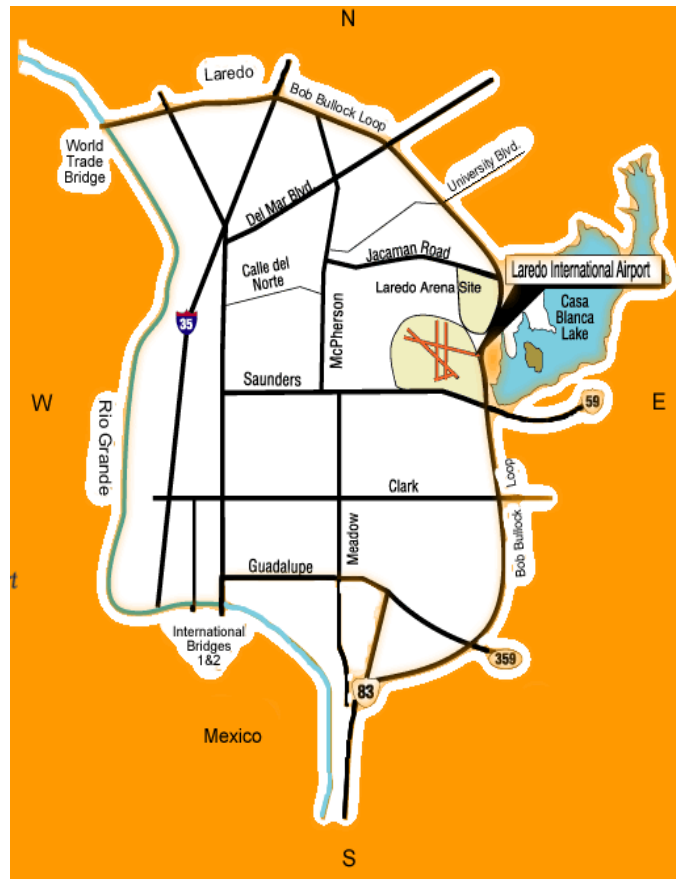 N
Laredo
Bob Bullock Loop
World
Trade
Bridge
University Blvd.
Del Mar Blvd
Jacaman Road
Laredo International Airport
Calle del
Norte
Laredo Arena Site
Casa
Blanca
Lake
35
McPherson
Saunders
W
59
E
Rio Grande
Clark
Loop
Bob Bullock
Meadow
Guadalupe
t
International
Bridges
1&2
359
83
Mexico
S